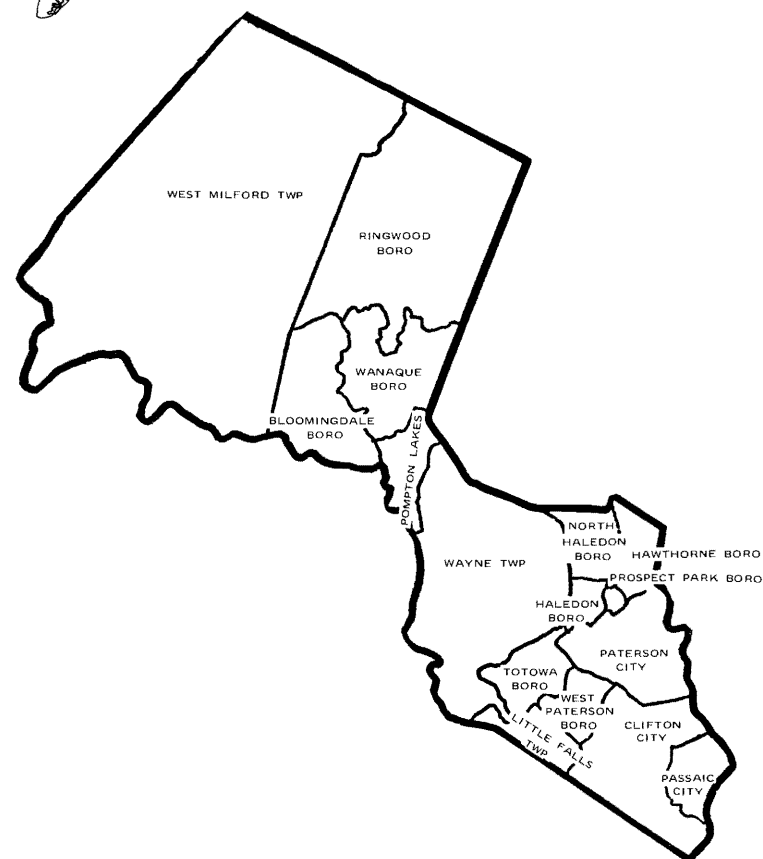 WEST MILFORD TWP
RINGWOOD
BORO
WANAQUE
BORO
BLOOMINGDALE
BORO
POMPTON LAKES
NORTH
HALEDON
BORO
HAWTHORNE BORO
WAYNE TWP
PROSPECT PARK BORO
HALEDON
BORO
PATERSON
CITY
TOTOWA
BORO
WEST
PATERSON
BORO
LITTLE FALLS
TWP
CLIFTON
CITY
PASSAIC
CITY